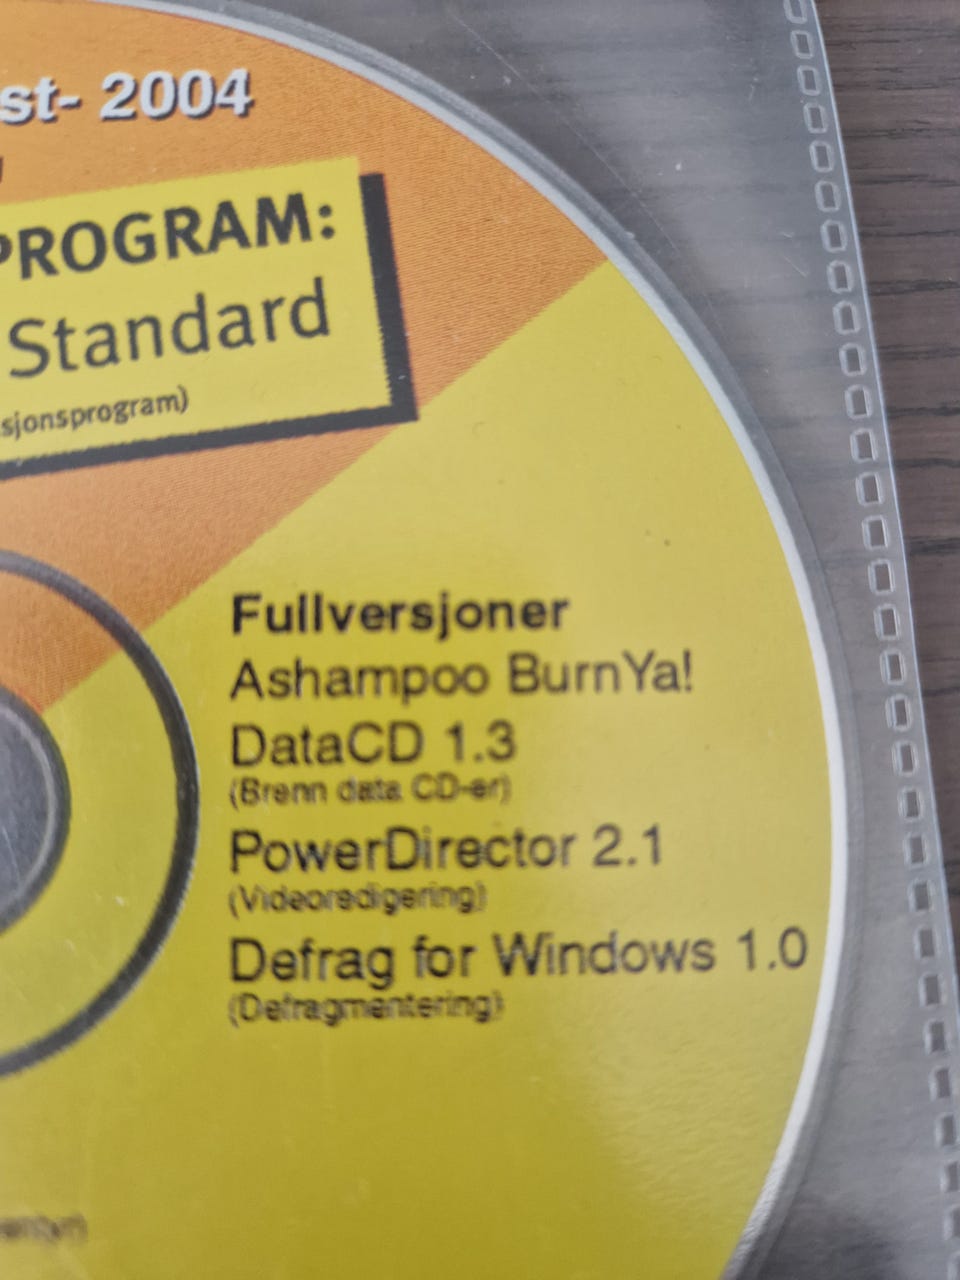 st- 2004
PROGRAM:
Standard
sjonsprogram)
Fullversjoner
Ashampoo BurnYa!
DataCD 1.3
(Brenn data CD-er)
PowerDirector 2.1
(Videoredigering)
Defrag for Windows 1.0
(Defragmentering)